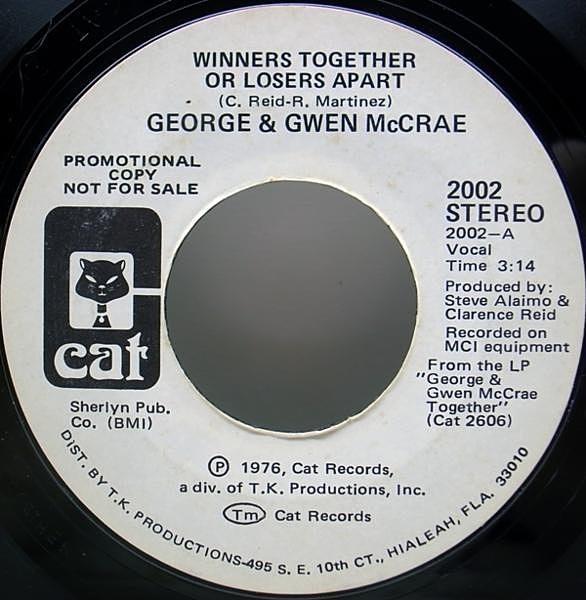 WINNERS TOGETHER
OR LOSERS APART
(C. Reid-R. Martinez)
GEORGE & GWEN McCRAE
PROMOTIONAL
COPY
NOT FOR SALE
2002
STEREO
2002-A
Vocal
Time 3:14
Produced by:
Steve Alaimo &
Clarence Reid
Recorded on
MCI equipment
From the LP
"George &
Gwen McCrae
Together"
(Cat 2606)
cat
Sherlyn Pub.
Co. (BMI)
Ⓟ 1976, Cat Records,
a div. of T.K. Productions, Inc.
Tm Cat Records
DIST. BY T.K. PRODUCTIONS-495 S. E. 10th CT., HIALEAH, FLA. 33010